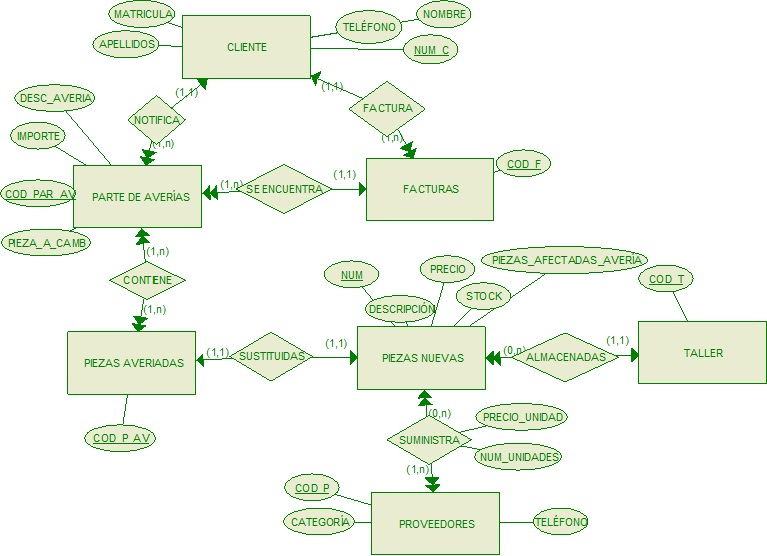 MATRICULA
NOMBRE
TELÉFONO
APELLIDOS
CLIENTE
NUM_C
(1,1)
(1,1)
DESC_AVERIA
FACTURA
NOTIFICA
IMPORTE
(1,n)
(1,n)
COD_F
(1,1)
COD_PAR_AV
PARTE DE AVERÍAS
(1,n)
SE ENCUENTRA
FACTURAS
PIEZA_A_CAMB
(1,n)
PIEZAS_AFECTADAS_AVERÍA
PRECIO
NUM
COD_T
CONTIENE
STOCK
(1,n)
DESCRIPCIÓN
(1,1)
(1,1)
(1,1)
(0,n)
PIEZAS AVERIADAS
SUSTITUIDAS
PIEZAS NUEVAS
ALMACENADAS
TALLER
(0,n)
PRECIO_UNIDAD
COD_P_AV
SUMINISTRA
NUM_UNIDADES
(1,n)
COD_P
CATEGORÍA
PROVEEDORES
TELÉFONO